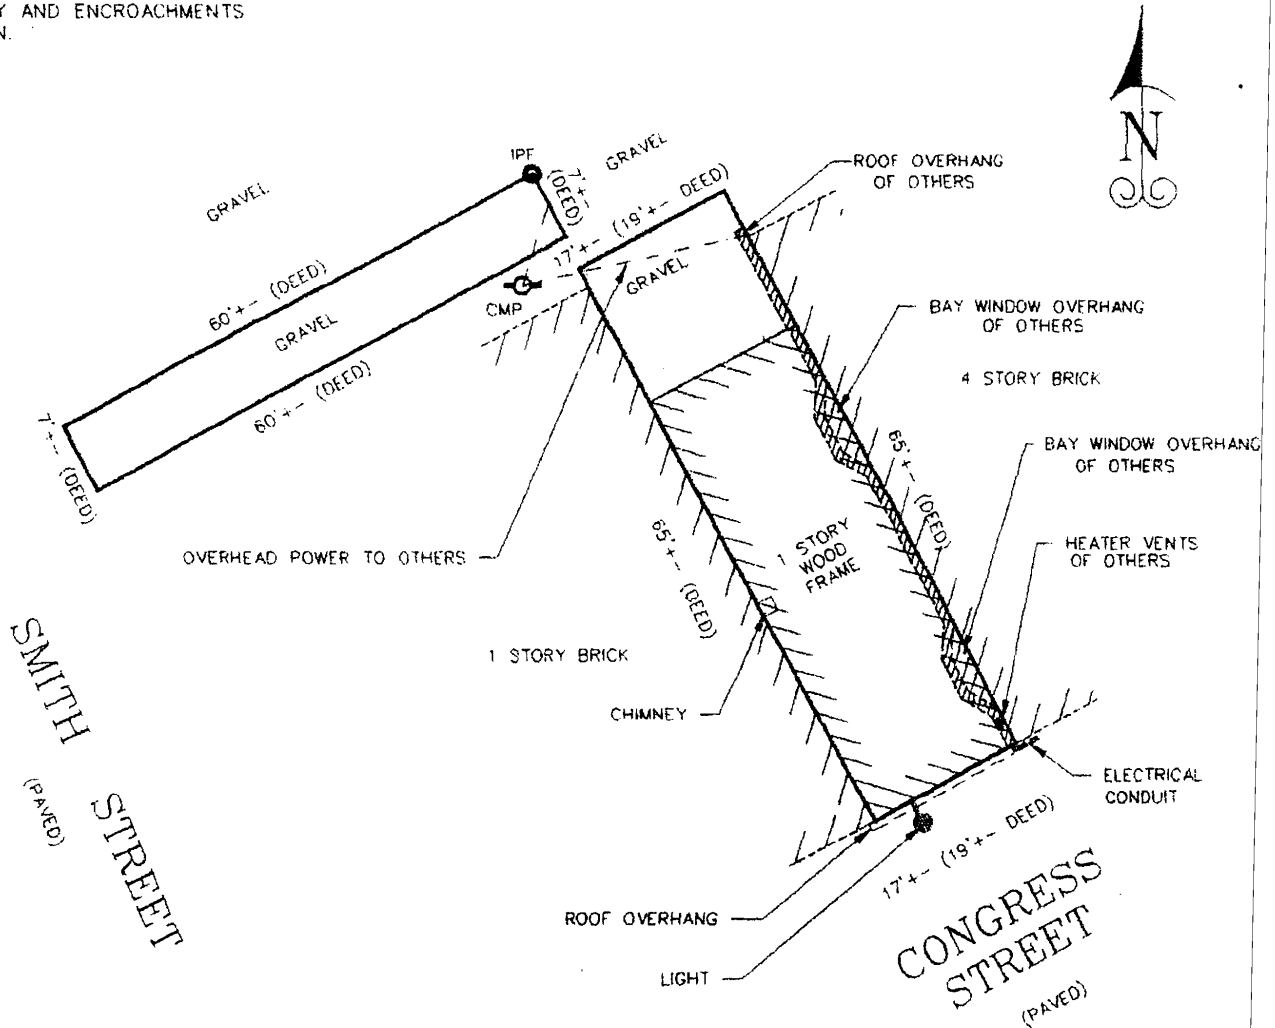 Y AND ENCROACHMENTS
N.
N
IPF
GRAVEL
7'+- (DEED)
GRAVEL
17'+- (19'+- DEED)
ROOF OVERHANG
OF OTHERS
60'+- (DEED)
GRAVEL
CMP
GRAVEL
BAY WINDOW OVERHANG
OF OTHERS
4 STORY BRICK
60'+- (DEED)
7'+- (DEED)
65'+- (DEED)
BAY WINDOW OVERHANG
OF OTHERS
OVERHEAD POWER TO OTHERS
65'+- (DEED)
1 STORY
WOOD
FRAME
HEATER VENTS
OF OTHERS
1 STORY BRICK
CHIMNEY
SMITH
STREET
(PAVED)
ELECTRICAL
CONDUIT
17'+- (19'+- DEED)
ROOF OVERHANG
LIGHT
CONGRESS
STREET
(PAVED)